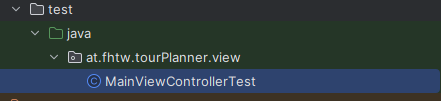 test
java
at.fhtw.tourPlanner.view
MainViewControllerTest